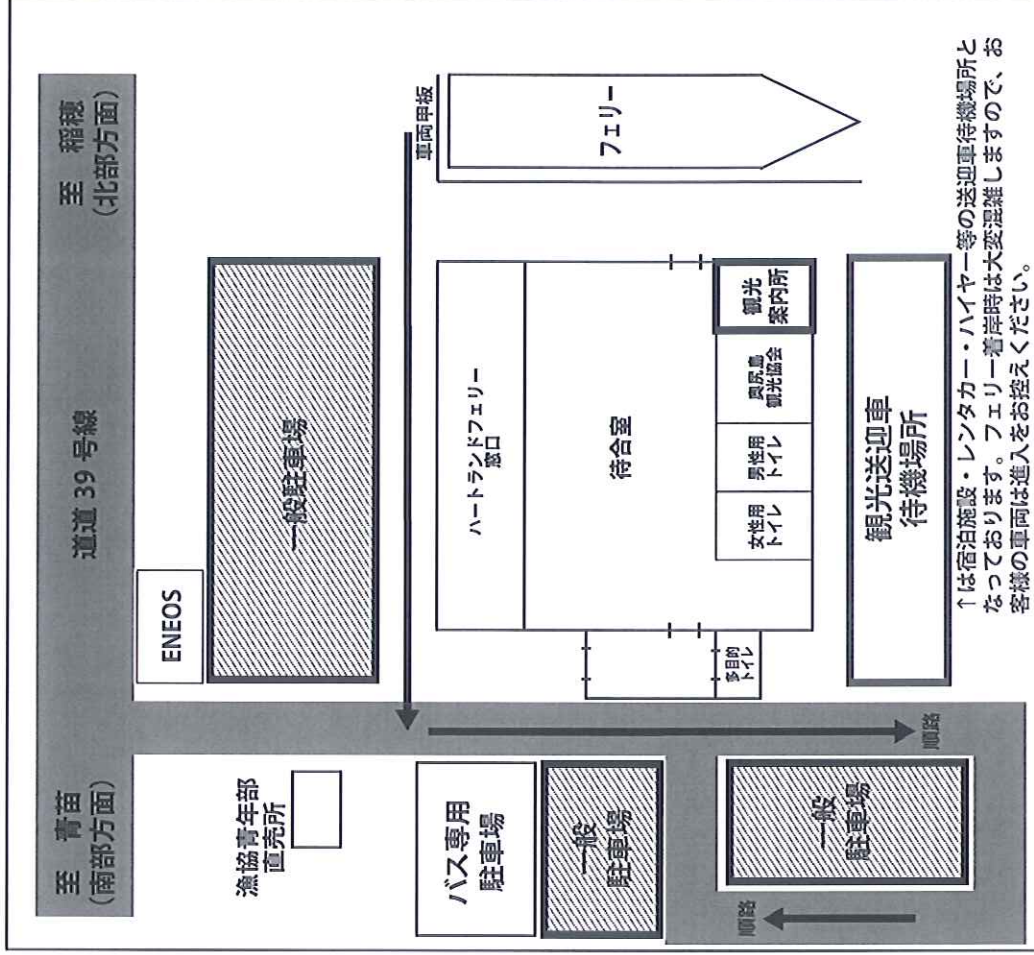 至　青苗
(南部方面)
道道 39 号線
至　稲穂
(北部方面)
ENEOS
一般駐車場
漁協青年部
直売所
車両甲板
フェリー
バス専用
駐車場
一般
駐車場
ハートランドフェリー
窓口
待合室
女性用
トイレ
男性用
トイレ
奥尻島
観光協会
観光
案内所
多目的
トイレ
順路
一般
駐車場
順路
観光送迎車
待機場所
↑は宿泊施設・レンタカー・ハイヤー等の送迎車待機場所と
なっております。フェリー着岸時は大変混雑しますので、お
客様の車両は進入をお控えください。